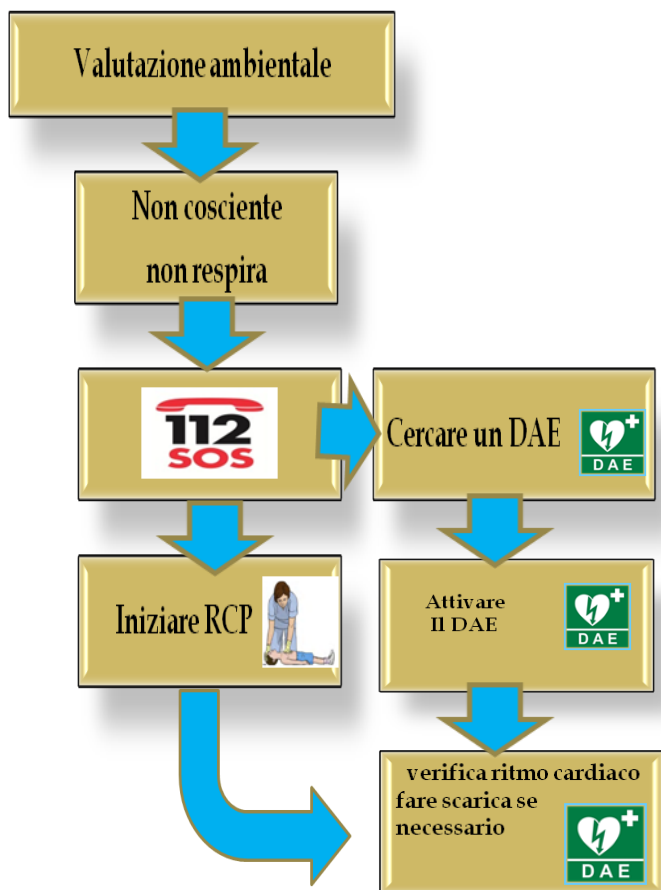 Valutazione ambientale
Non cosciente
non respira
112
SOS
Cercare un DAE
DAE
Iniziare RCP
Attivare
Il DAE
DAE
verifica ritmo cardiaco
fare scarica se
necessario
DAE